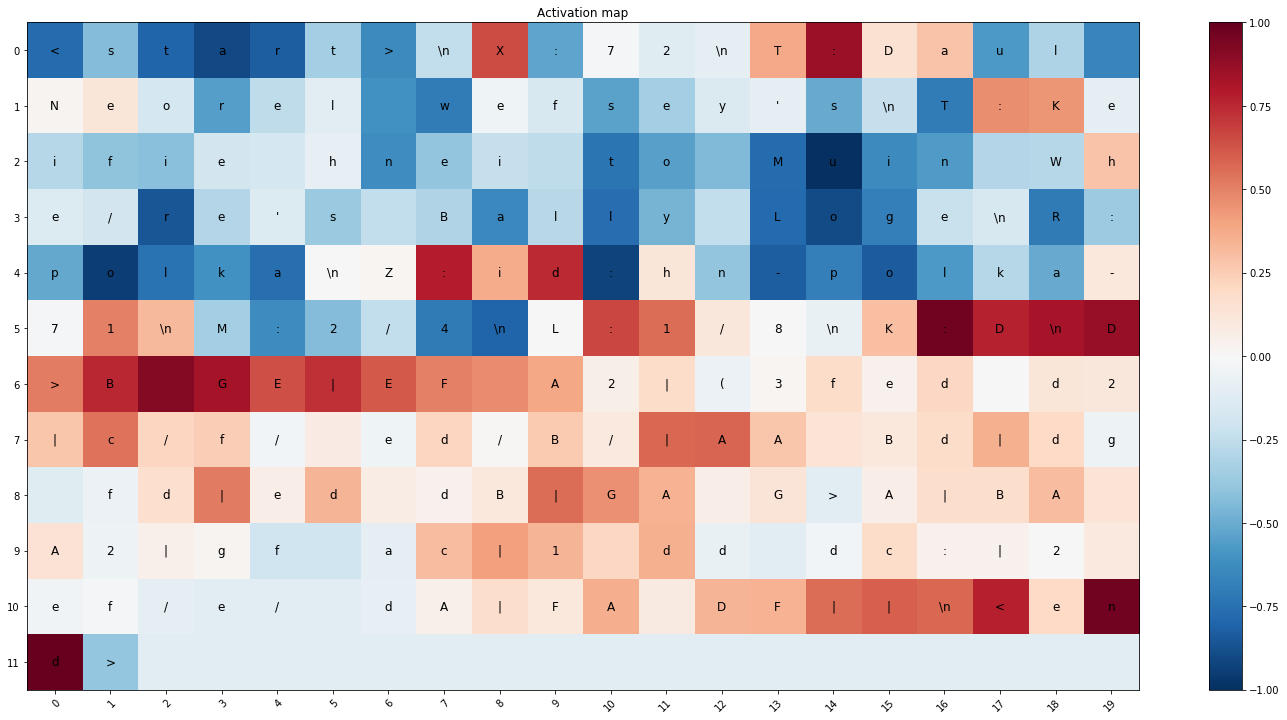 Activation map
0 < s t a r t > \n X : 7 2 \n T : D a u l
1 N e o r e l w e f s e y ' s \n T : K e
2 i f i e h n e i t o M u i n W h
3 e / r e ' s B a l l y L o g e \n R :
4 p o l k a \n Z : i d : h n - p o l k a -
5 7 1 \n M : 2 / 4 \n L : 1 / 8 \n K : D \n D
6 > B G E | E F A 2 | ( 3 f e d d 2
7 | c / f / e d / B / | A A B d | d g
8 f d | e d d B | G A G > A | B A
9 A 2 | g f a c | 1 d d d c : | 2
10 e f / e / d A | F A D F | | \n < e n
11 d >
0 1 2 3 4 5 6 7 8 9 10 11 12 13 14 15 16 17 18 19
1.00
0.75
0.50
0.25
0.00
−0.25
−0.50
−0.75
−1.00